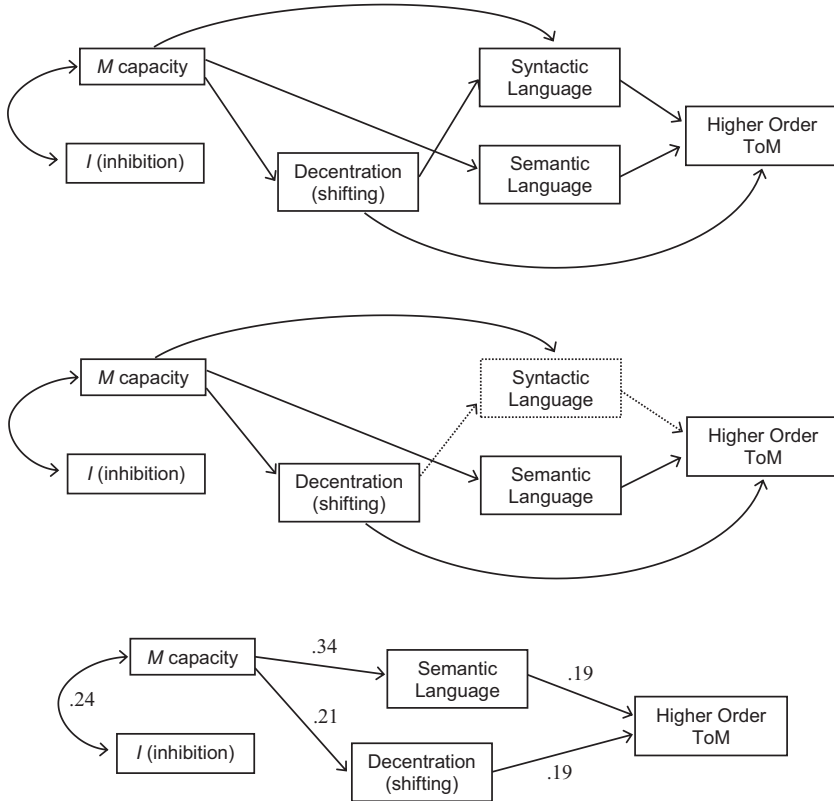 M capacity
Syntactic
Language
Higher Order
ToM
I (inhibition)
Decentration
(shifting)
Semantic
Language
M capacity
Syntactic
Language
Higher Order
ToM
I (inhibition)
Decentration
(shifting)
Semantic
Language
.34
M capacity
Semantic
Language
.19
.24
.21
Higher Order
ToM
I (inhibition)
Decentration
(shifting)
.19